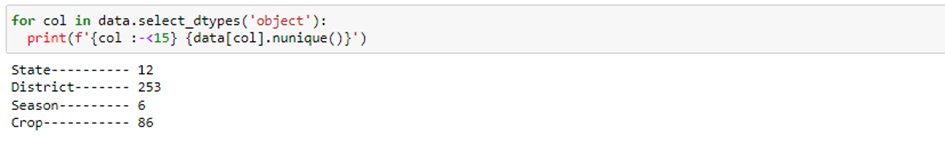 for col in data.select_dtypes('object'):
  print(f'{col :-<15} {data[col].nunique()}')
State---------- 12
District------- 253
Season--------- 6
Crop----------- 86